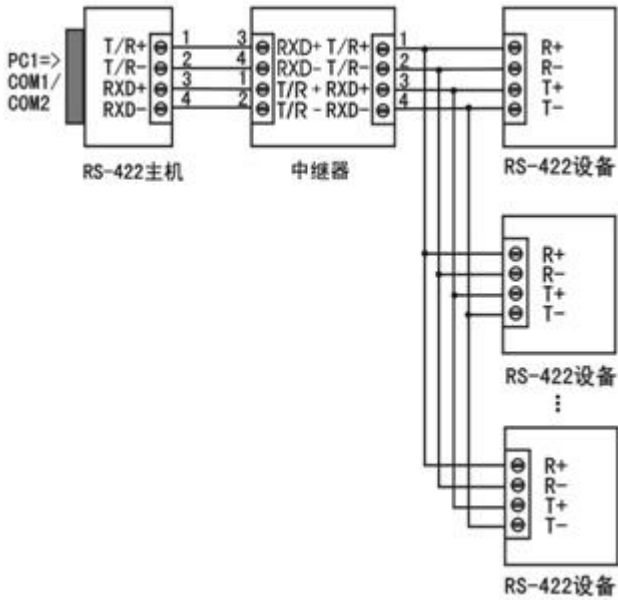 PC1=>
COM1/
COM2
T/R+ 1
T/R- 2
RXD+ 3
RXD- 4
RS-422主机
3 RXD+ T/R+ 1
4 RXD- T/R- 2
1 T/R + RXD+ 3
2 T/R - RXD- 4
中继器
R+
R-
T+
T-
RS-422设备
R+
R-
T+
T-
RS-422设备
⋮
R+
R-
T+
T-
RS-422设备